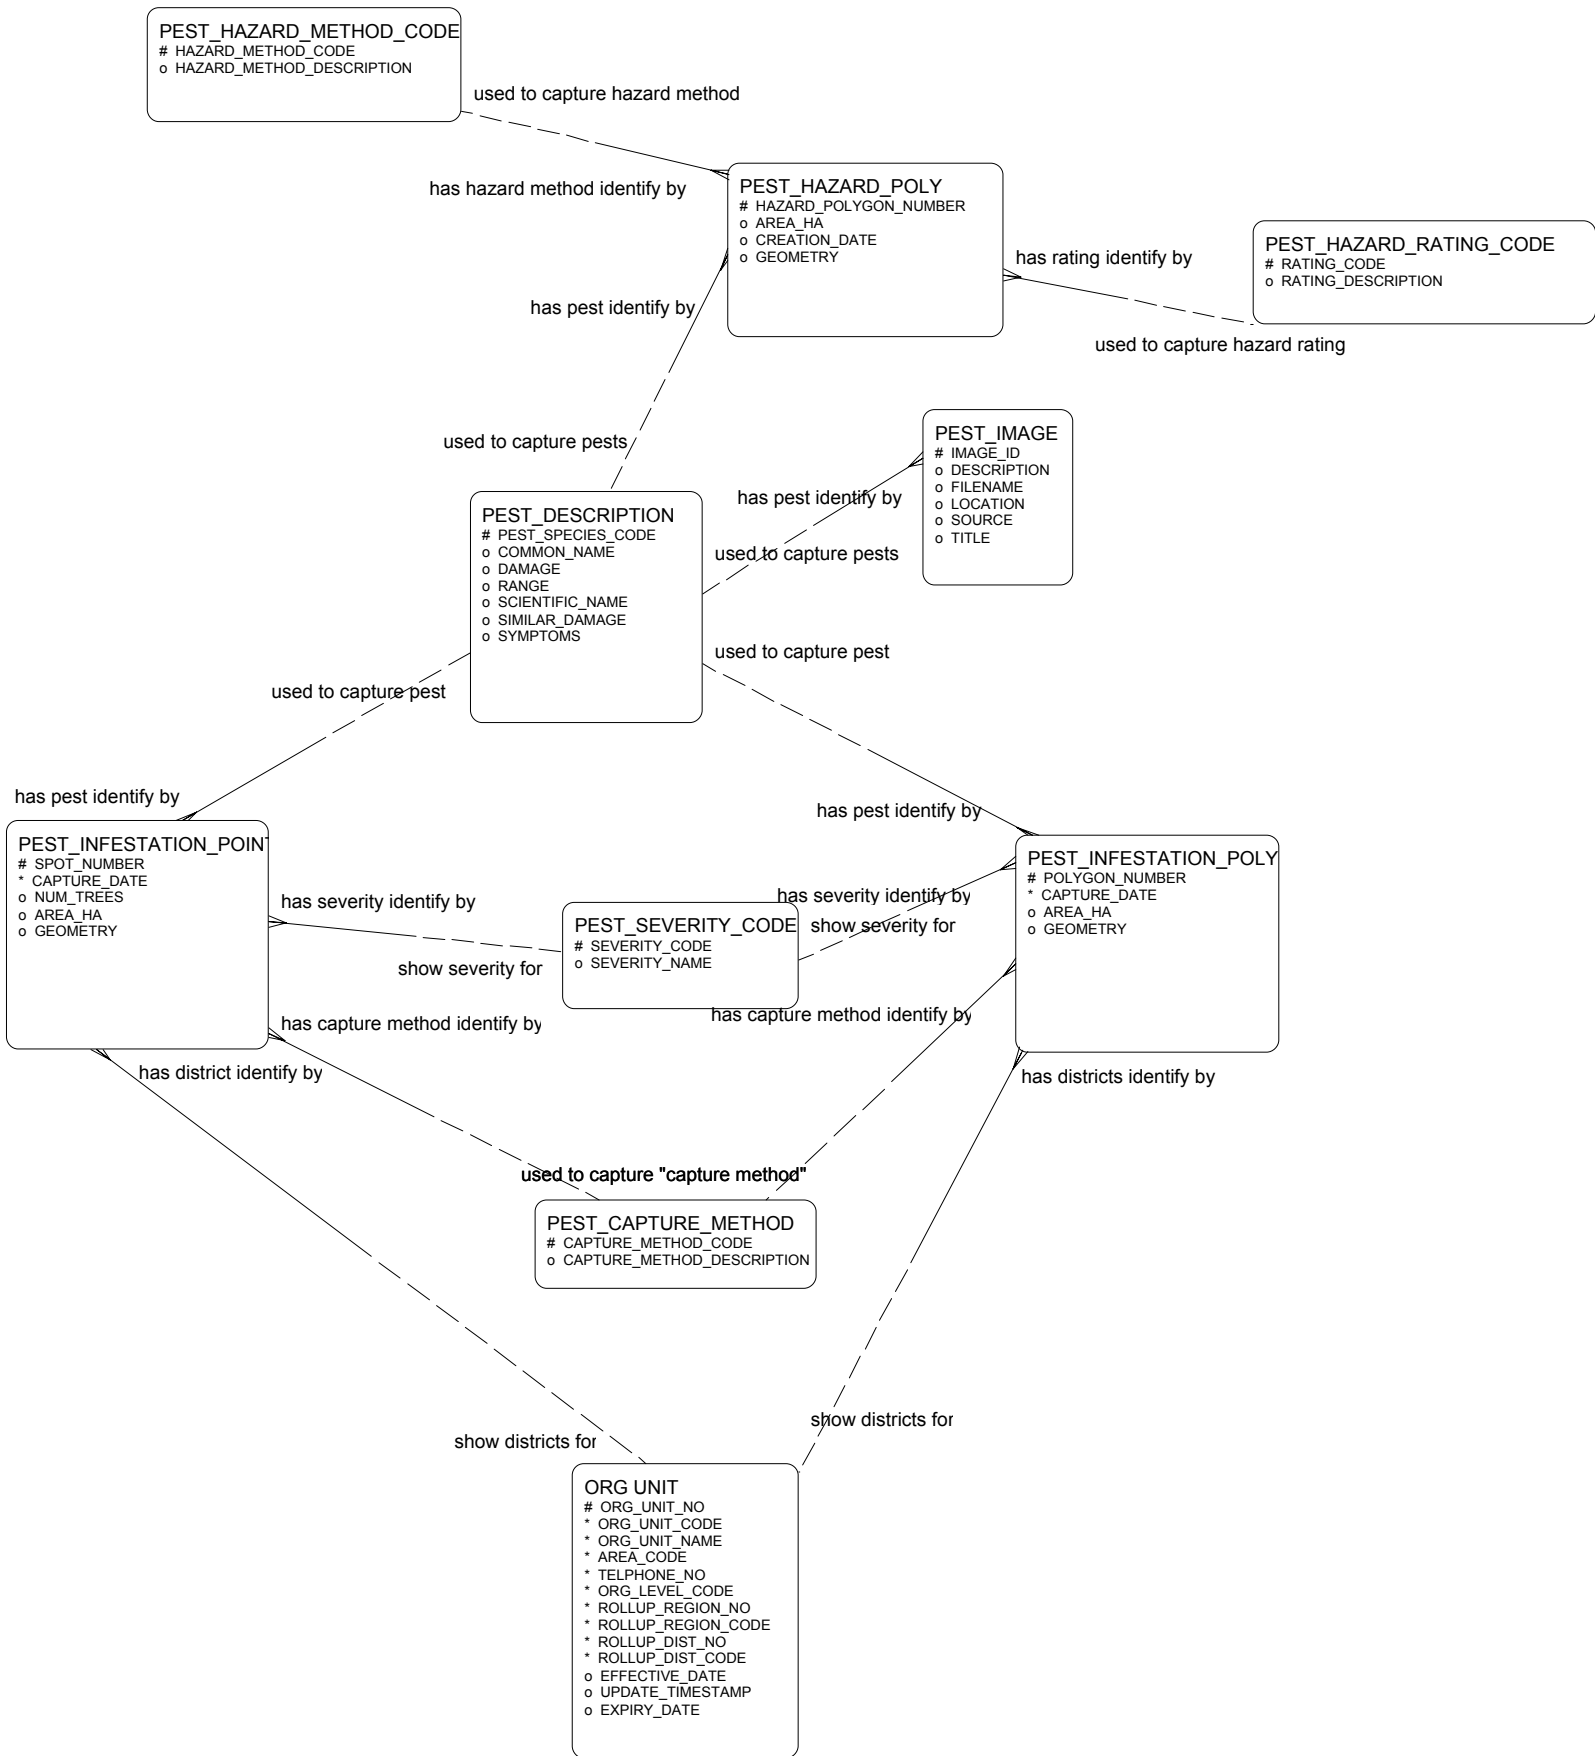 PEST_HAZARD_METHOD_CODE
# HAZARD_METHOD_CODE
o HAZARD_METHOD_DESCRIPTION
used to capture hazard method
has hazard method identify by
PEST_HAZARD_POLY
# HAZARD_POLYGON_NUMBER
o AREA_HA
o CREATION_DATE
o GEOMETRY
has rating identify by
PEST_HAZARD_RATING_CODE
# RATING_CODE
o RATING_DESCRIPTION
used to capture hazard rating
has pest identify by
used to capture pests
PEST_IMAGE
# IMAGE_ID
o DESCRIPTION
o FILENAME
o LOCATION
o SOURCE
o TITLE
has pest identify by
used to capture pests
PEST_DESCRIPTION
# PEST_SPECIES_CODE
o COMMON_NAME
o DAMAGE
o RANGE
o SCIENTIFIC_NAME
o SIMILAR_DAMAGE
o SYMPTOMS
used to capture pest
used to capture pest
has pest identify by
has pest identify by
PEST_INFESTATION_POINT
# SPOT_NUMBER
* CAPTURE_DATE
o NUM_TREES
o AREA_HA
o GEOMETRY
PEST_INFESTATION_POLY
# POLYGON_NUMBER
* CAPTURE_DATE
o AREA_HA
o GEOMETRY
has severity identify by
show severity for
PEST_SEVERITY_CODE
# SEVERITY_CODE
o SEVERITY_NAME
has severity identify by
show severity for
has capture method identify by
has capture method identify by
has district identify by
has districts identify by
used to capture "capture method"
PEST_CAPTURE_METHOD
# CAPTURE_METHOD_CODE
o CAPTURE_METHOD_DESCRIPTION
show districts for
show districts for
ORG UNIT
# ORG_UNIT_NO
* ORG_UNIT_CODE
* ORG_UNIT_NAME
* AREA_CODE
* TELPHONE_NO
* ORG_LEVEL_CODE
* ROLLUP_REGION_NO
* ROLLUP_REGION_CODE
* ROLLUP_DIST_NO
* ROLLUP_DIST_CODE
o EFFECTIVE_DATE
o UPDATE_TIMESTAMP
o EXPIRY_DATE